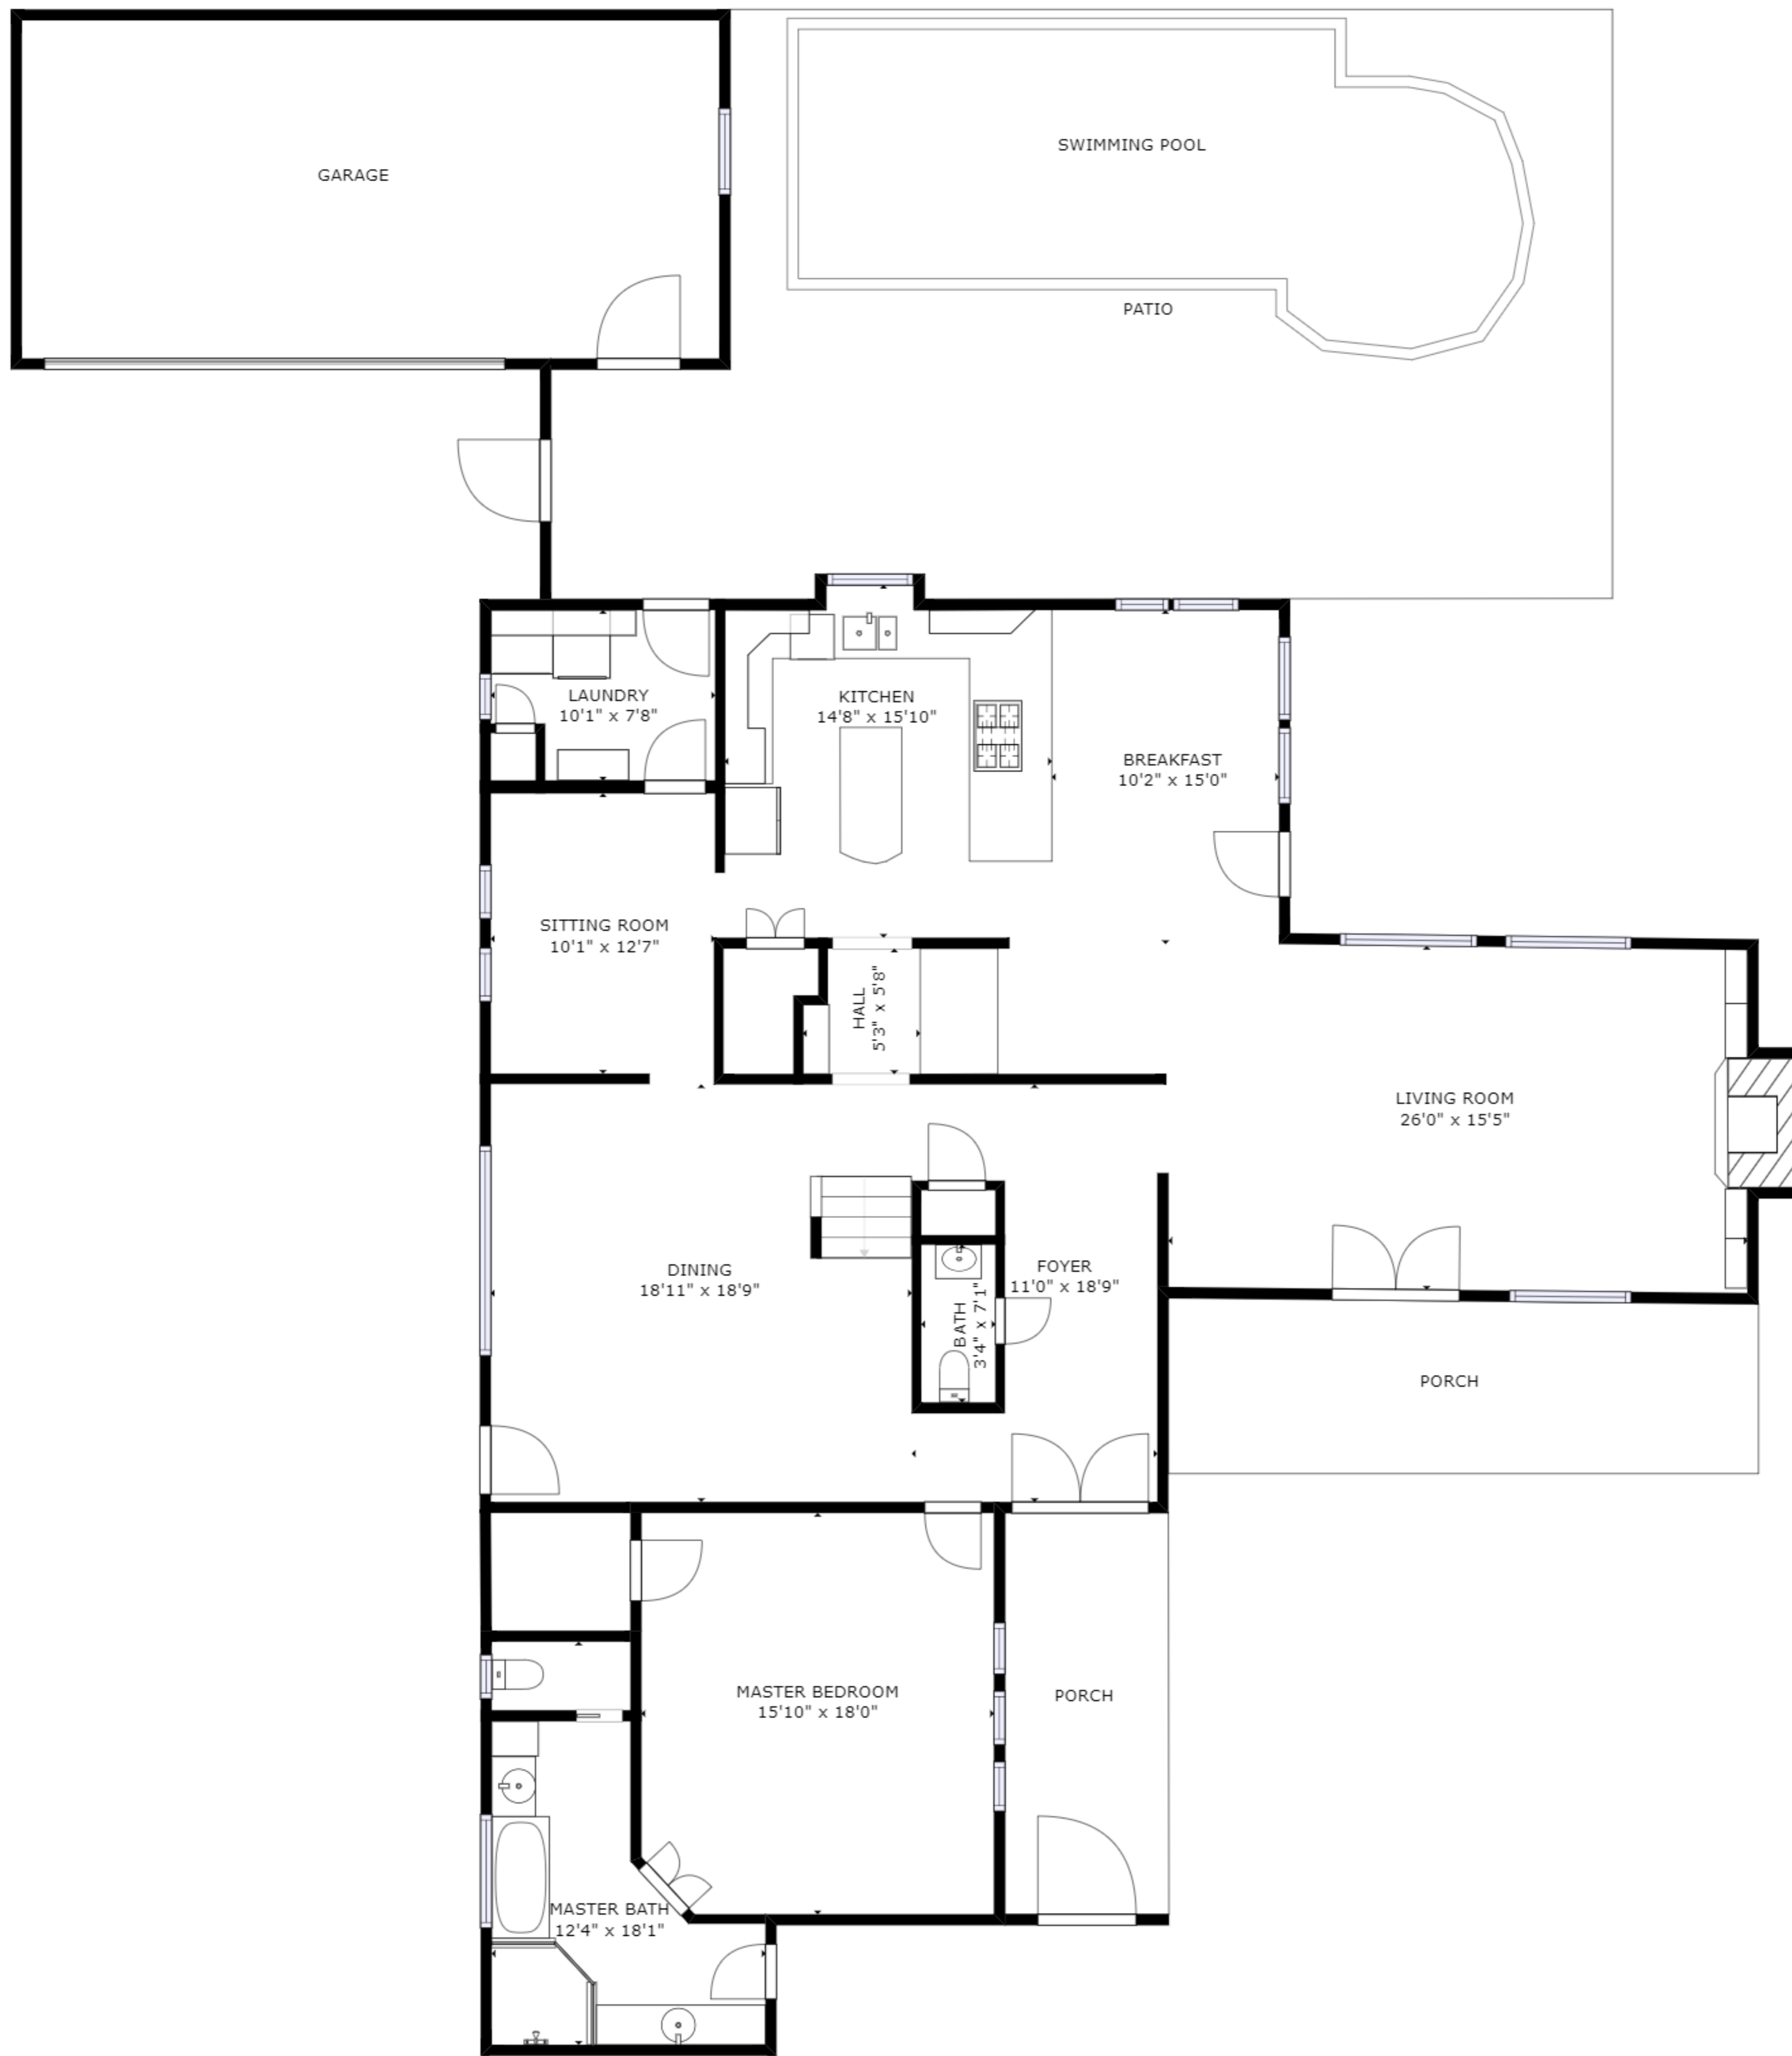 SWIMMING POOL
GARAGE
PATIO
LAUNDRY
10'1" x 7'8"
KITCHEN
14'8" x 15'10"
BREAKFAST
10'2" x 15'0"
SITTING ROOM
10'1" x 12'7"
HALL
5'3" x 5'8"
LIVING ROOM
26'0" x 15'5"
DINING
18'11" x 18'9"
FOYER
11'0" x 18'9"
BATH
3'4" x 7'1"
PORCH
MASTER BEDROOM
15'10" x 18'0"
PORCH
MASTER BATH
12'4" x 18'1"